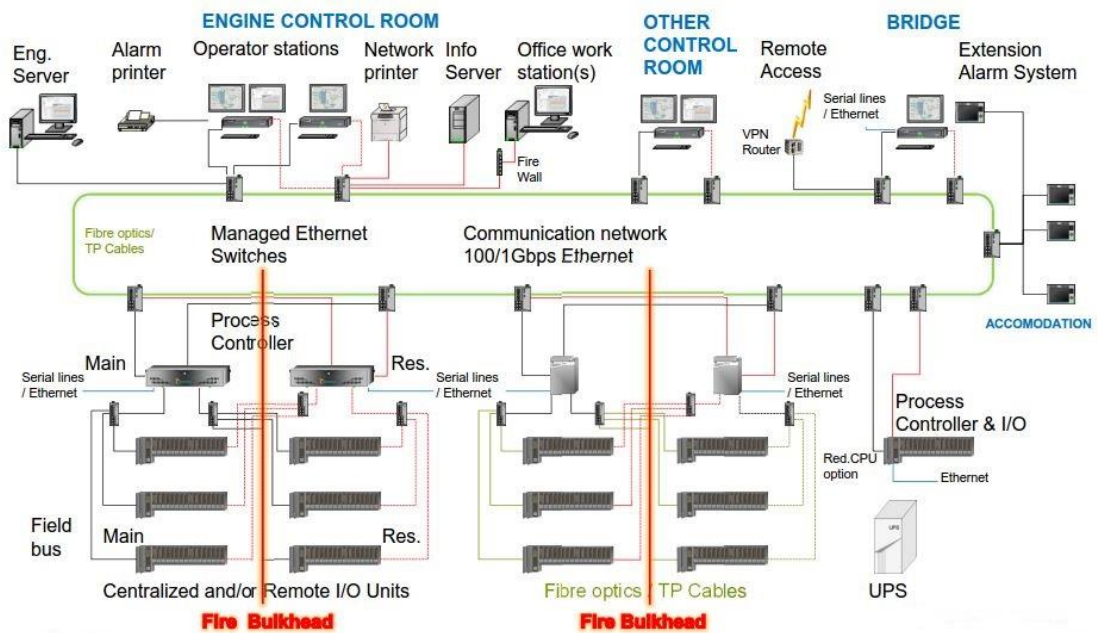 ENGINE CONTROL ROOM
OTHER
CONTROL
ROOM
BRIDGE
Eng.
Server
Alarm
printer
Operator stations
Network
printer
Info
Server
Office work
station(s)
Remote
Access
Extension
Alarm System
Serial lines
/ Ethernet
VPN
Router
Fire
Wall
Fibre optics/
TP Cables
Managed Ethernet
Switches
Communication network
100/1Gbps Ethernet
ACCOMODATION
Process
Controller
Main
Res.
Serial lines
/ Ethernet
Serial lines
/ Ethernet
Serial lines
/ Ethernet
Process
Controller & I/O
Red.CPU
option
Ethernet
Field
bus
Main
Res.
UPS
Centralized and/or Remote I/O Units
Fibre optics / TP Cables
UPS
Fire Bulkhead
Fire Bulkhead